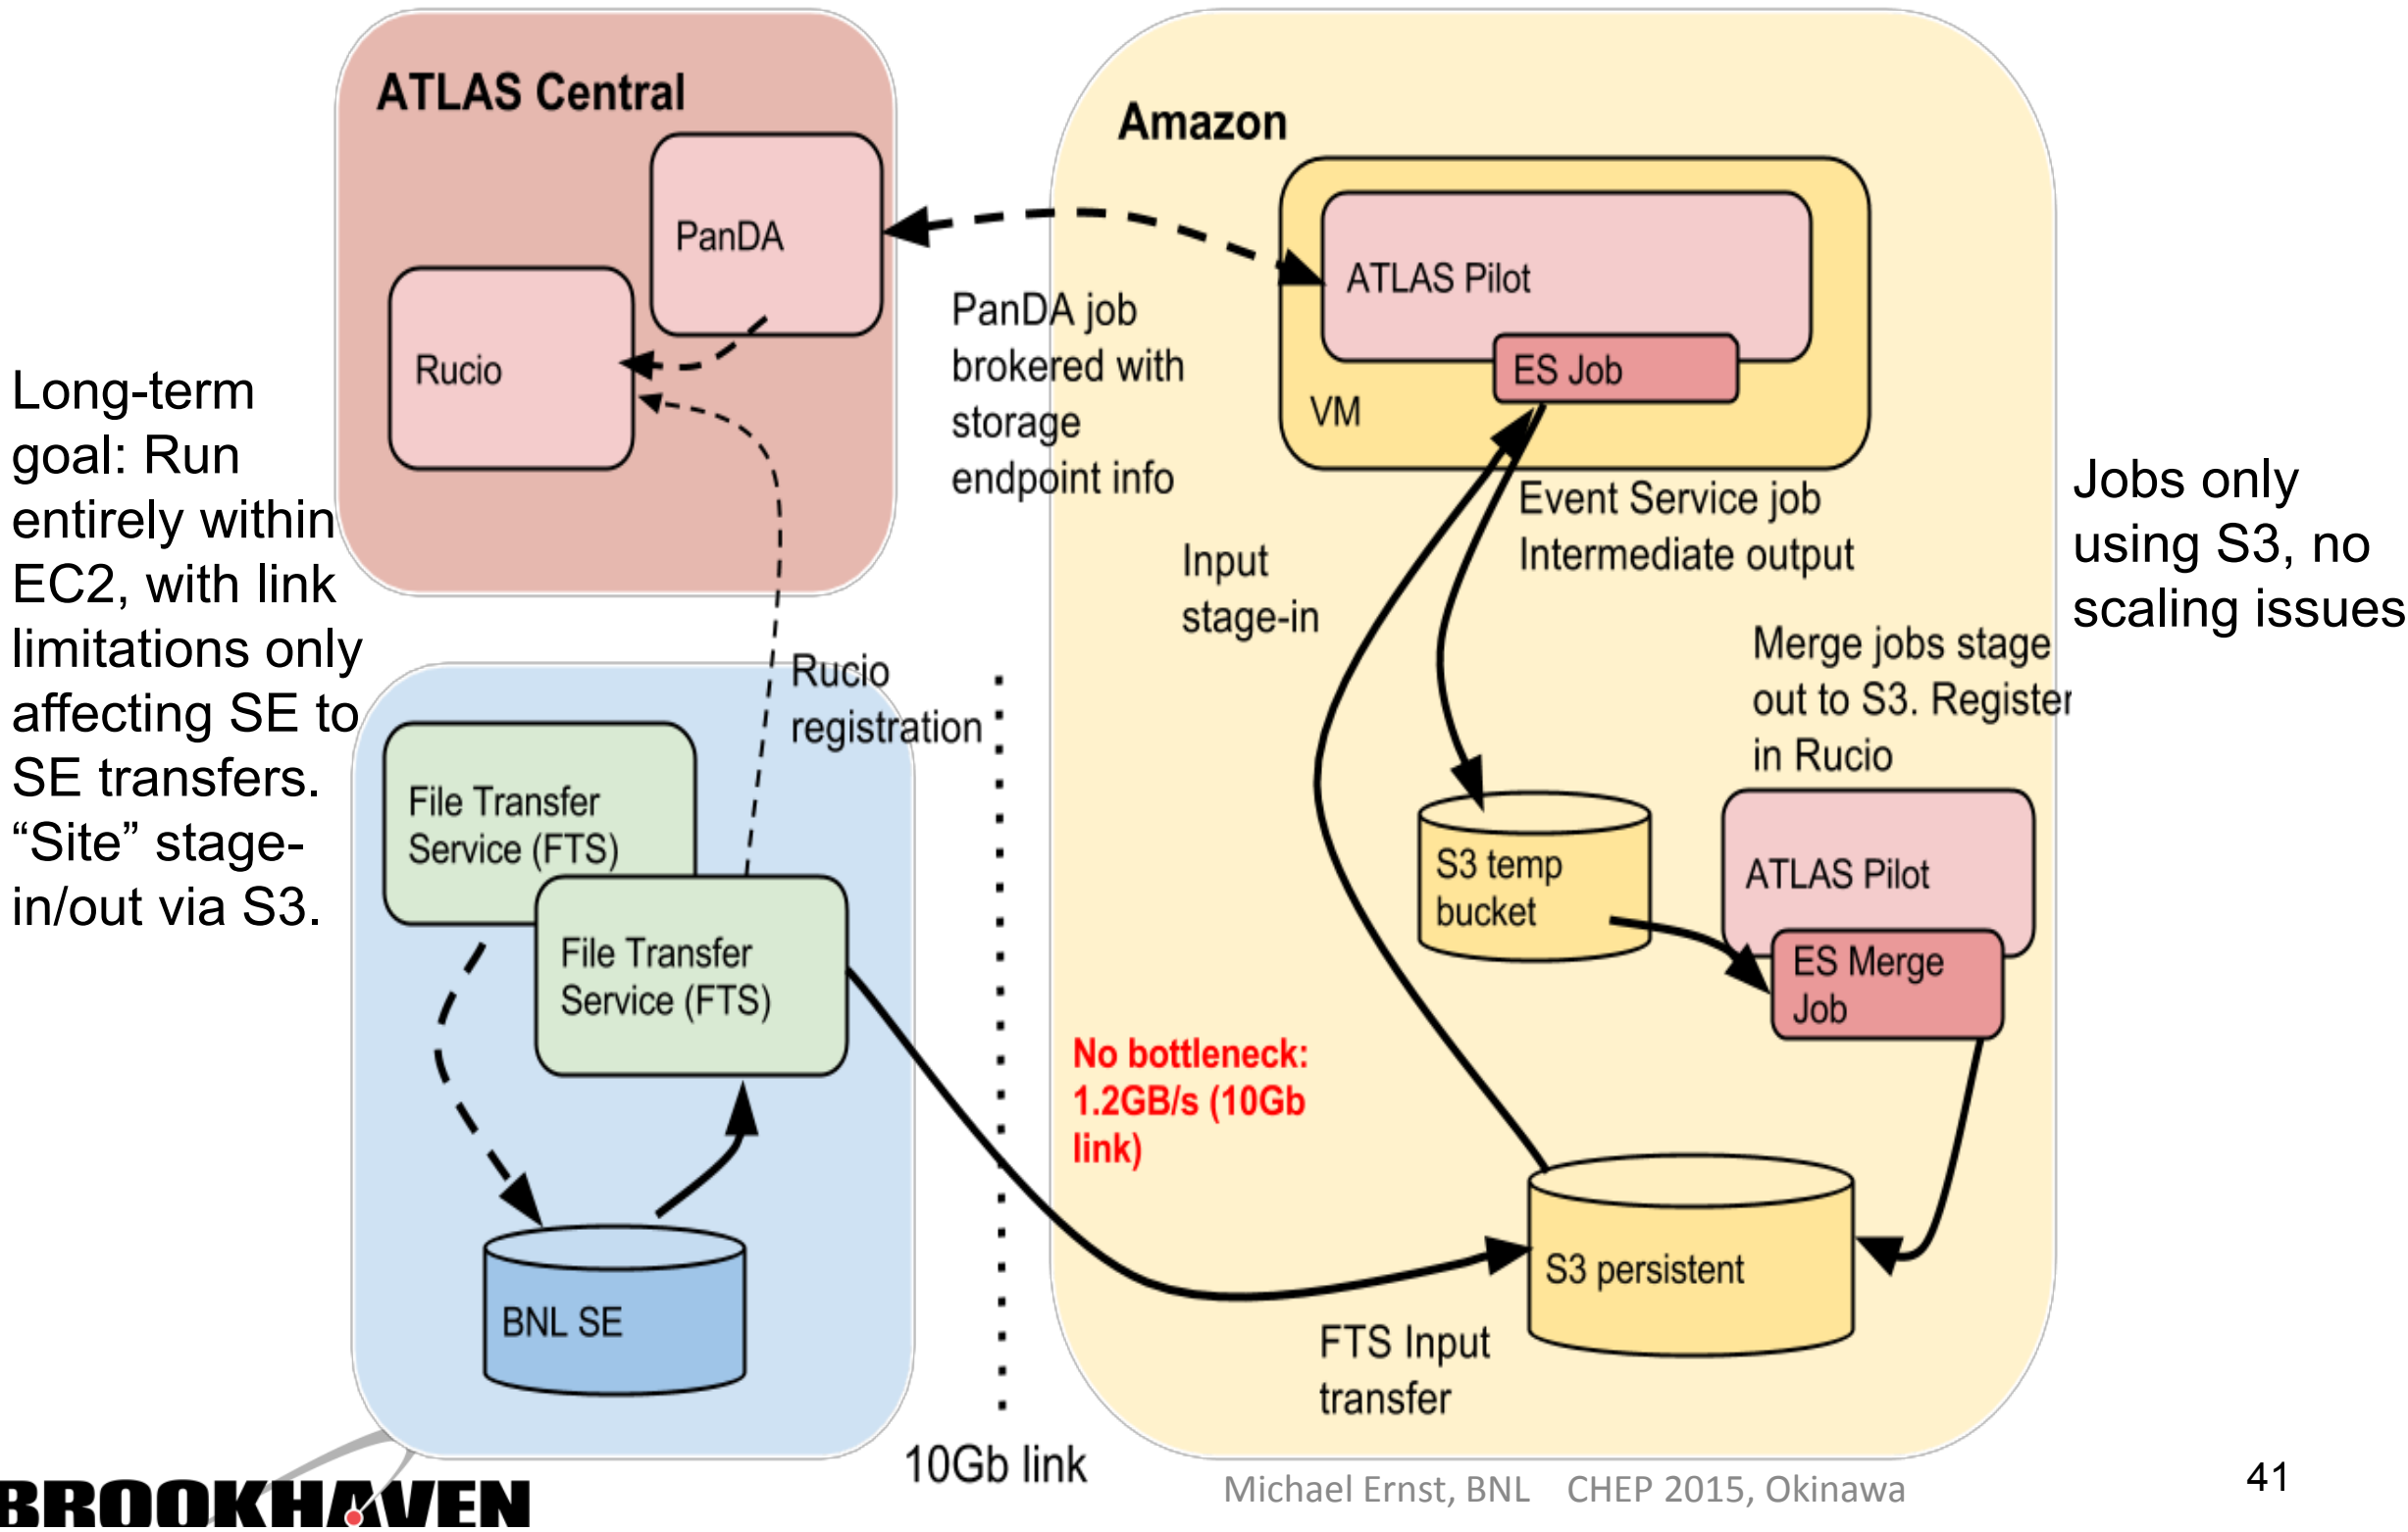 ATLAS Central
PanDA
Rucio
Long-term
goal: Run
entirely within
EC2, with link
limitations only
affecting SE to
SE transfers.
“Site” stage-
in/out via S3.
Amazon
ATLAS Pilot
ES Job
VM
PanDA job
brokered with
storage
endpoint info
Event Service job
Intermediate output
Input
stage-in
Jobs only
using S3, no
scaling issues
Merge jobs stage
out to S3. Register
in Rucio
Rucio
registration
File Transfer
Service (FTS)
File Transfer
Service (FTS)
S3 temp
bucket
ATLAS Pilot
ES Merge
Job
No bottleneck:
1.2GB/s (10Gb
link)
BNL SE
S3 persistent
FTS Input
transfer
10Gb link
BROOKHAVEN
Michael Ernst, BNL CHEP 2015, Okinawa
41